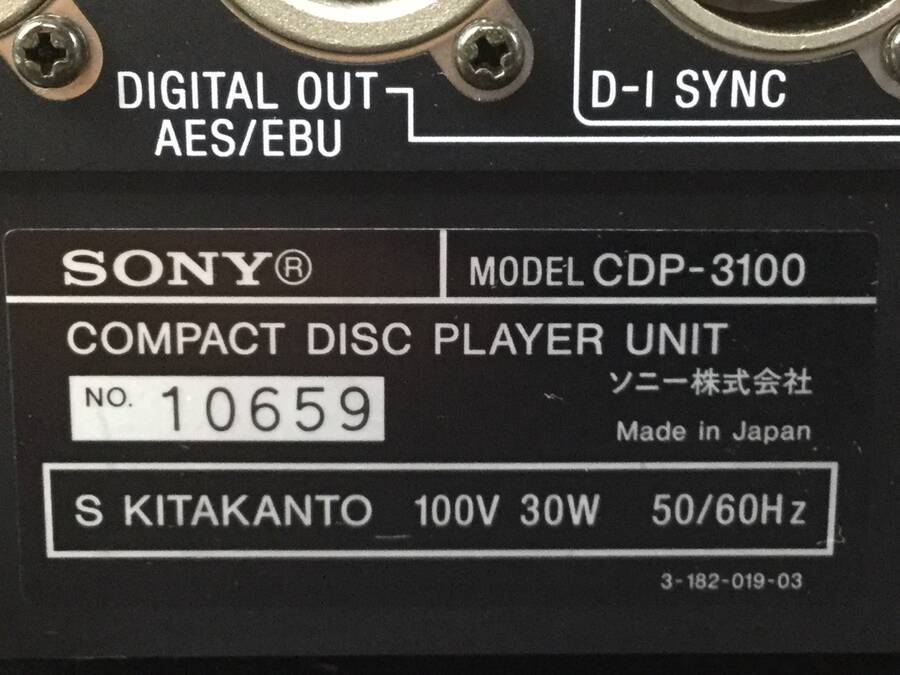 DIGITAL OUT
AES/EBU
D-I SYNC
SONY® MODEL CDP-3100
COMPACT DISC PLAYER UNIT
NO. 10659
ソニー株式会社
Made in Japan
S KITAKANTO 100V 30W 50/60Hz
3-182-019-03